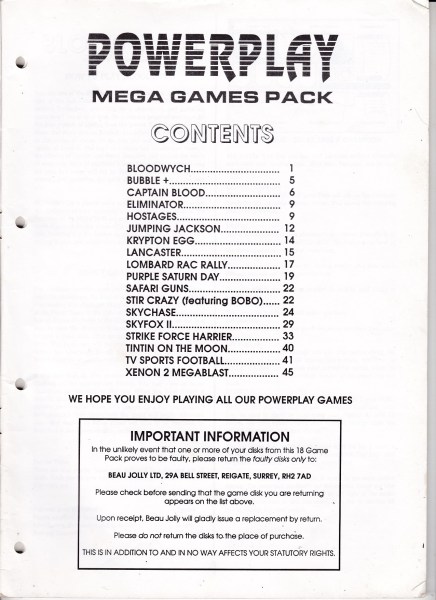 POWERPLAY
MEGA GAMES PACK
CONTENTS
BLOODWYCH.................................. 1
BUBBLE +....................................... 5
CAPTAIN BLOOD........................... 6
ELIMINATOR.................................. 9
HOSTAGES.................................... 9
JUMPING JACKSON.................... 12
KRYPTON EGG............................. 14
LANCASTER................................. 15
LOMBARD RAC RALLY................. 17
PURPLE SATURN DAY.................... 19
SAFARI GUNS............................... 22
STIR CRAZY (featuring BOBO)...... 22
SKYCHASE................................... 24
SKYFOX II..................................... 29
STRIKE FORCE HARRIER............... 33
TINTIN ON THE MOON................. 40
TV SPORTS FOOTBALL.................. 41
XENON 2 MEGABLAST................. 45
WE HOPE YOU ENJOY PLAYING ALL OUR POWERPLAY GAMES
IMPORTANT INFORMATION
In the unlikely event that one or more of your disks from this 18 Game
Pack proves to be faulty, please return the faulty disks only to:
BEAU JOLLY LTD, 29A BELL STREET, REIGATE, SURREY, RH2 7AD
Please check before sending that the game disk you are returning
appears on the list above.
Upon receipt, Beau Jolly will gladly issue a replacement by return.
Please do not return the disks to the place of purchase.
THIS IS IN ADDITION TO AND IN NO WAY AFFECTS YOUR STATUTORY RIGHTS.